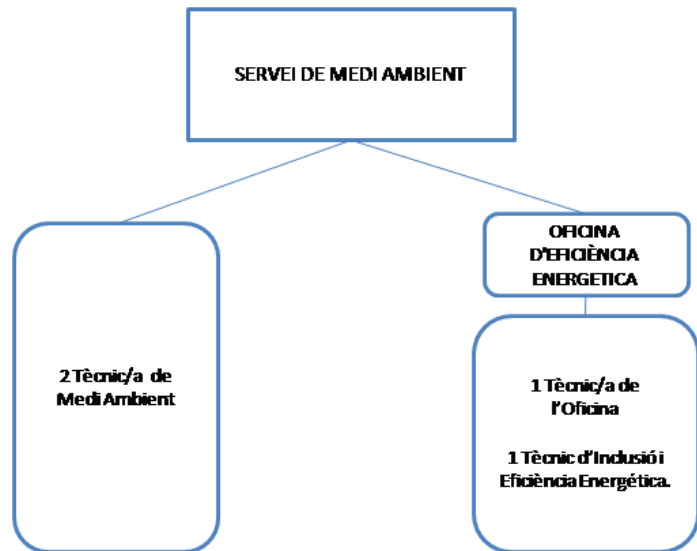 SERVEI DE MEDI AMBIENT
OFICINA
D'EFICIÈNCIA
ENERGETICA
2 Tècnic/a de
Medi Ambient
1 Tècnic/a de
l'Oficina
1 Tècnic d'Inclusió i
Eficiència Energética.